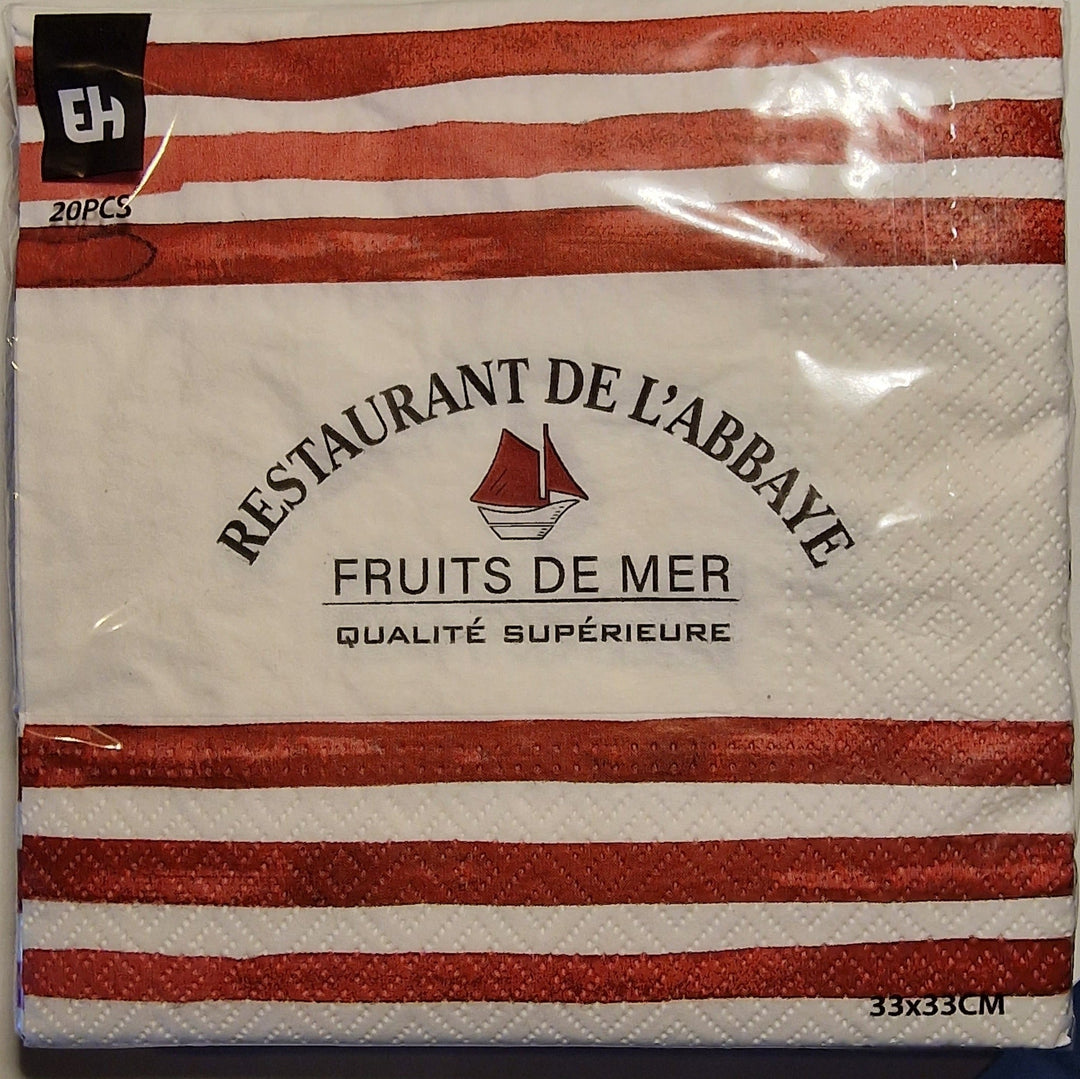 EH
20PCS
RESTAURANT DE L'ABBAYE
FRUITS DE MER
QUALITÉ SUPÉRIEURE
33x33CM